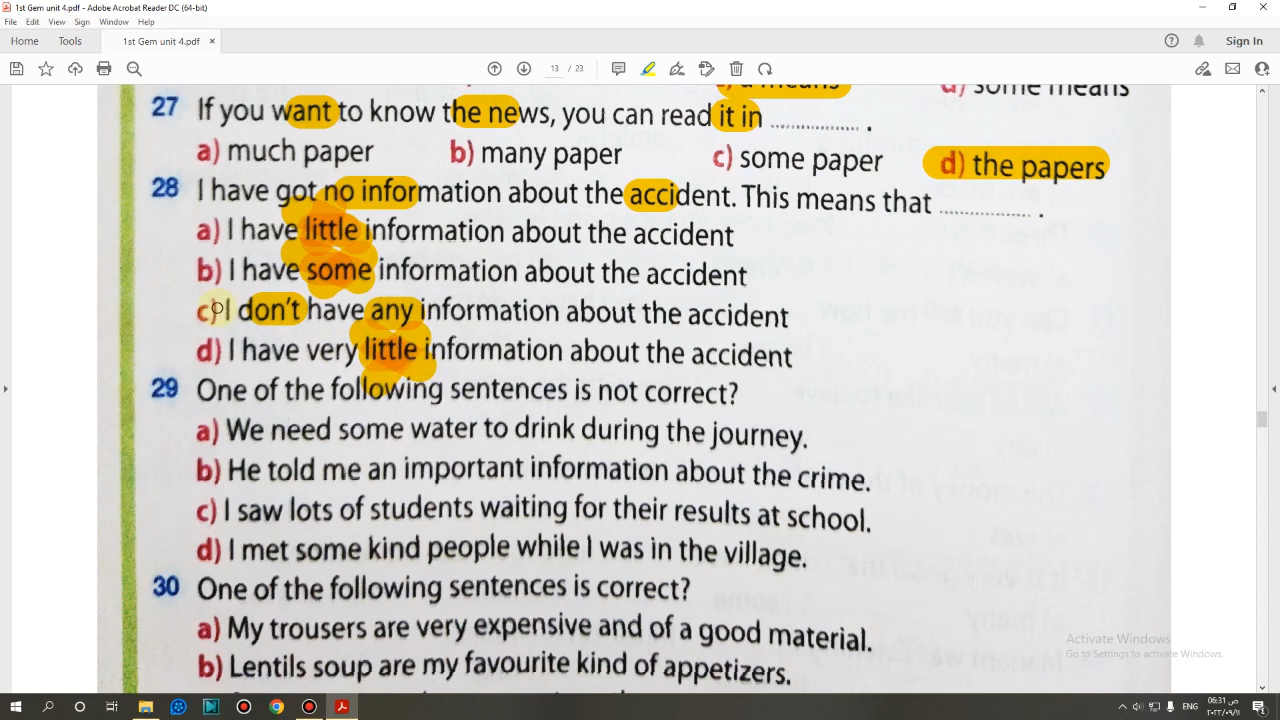 1st Gem unit 4.pdf - Adobe Acrobat Reader DC (64-bit)
File Edit View Sign Window Help
Home Tools 1st Gem unit 4.pdf × Sign In
13 / 23
a means d) some means
27 If you want to know the news, you can read it in .................. .
a) much paper b) many paper c) some paper d) the papers
28 I have got no information about the accident. This means that .................. .
a) I have little information about the accident
b) I have some information about the accident
c) I don't have any information about the accident
d) I have very little information about the accident
29 One of the following sentences is not correct?
a) We need some water to drink during the journey.
b) He told me an important information about the crime.
c) I saw lots of students waiting for their results at school.
d) I met some kind people while I was in the village.
30 One of the following sentences is correct?
a) My trousers are very expensive and of a good material.
b) Lentils soup are my favourite kind of appetizers.
Activate Windows
Go to Settings to activate Windows.
ENG
06:31 ص